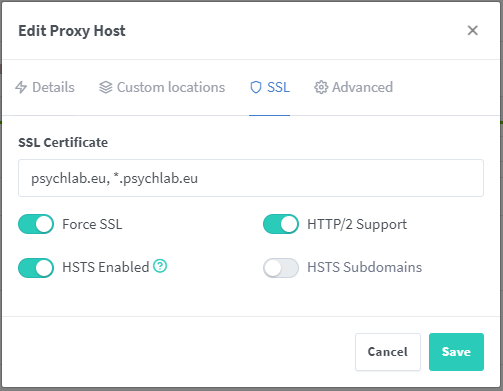 Edit Proxy Host
Details Custom locations SSL Advanced
SSL Certificate
psychlab.eu, *.psychlab.eu
Force SSL HTTP/2 Support
HSTS Enabled HSTS Subdomains
Cancel Save